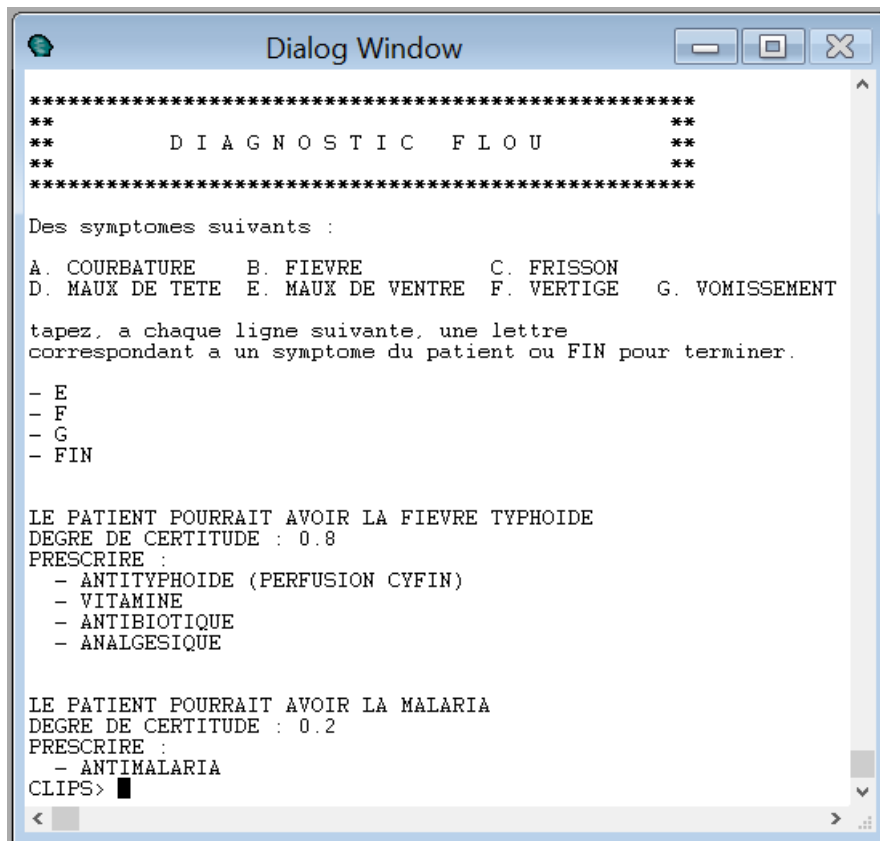 Dialog Window
*****************************************************
**                                                 **
**         D I A G N O S T I C   F L O U           **
**                                                 **
*****************************************************
Des symptomes suivants :
A. COURBATURE    B. FIEVRE          C. FRISSON
D. MAUX DE TETE  E. MAUX DE VENTRE  F. VERTIGE   G. VOMISSEMENT
tapez, a chaque ligne suivante, une lettre
correspondant a un symptome du patient ou FIN pour terminer.
- E
- F
- G
- FIN
LE PATIENT POURRAIT AVOIR LA FIEVRE TYPHOIDE
DEGRE DE CERTITUDE : 0.8
PRESCRIRE :
- ANTITYPHOIDE (PERFUSION CYFIN)
- VITAMINE
- ANTIBIOTIQUE
- ANALGESIQUE
LE PATIENT POURRAIT AVOIR LA MALARIA
DEGRE DE CERTITUDE : 0.2
PRESCRIRE :
- ANTIMALARIA
CLIPS>